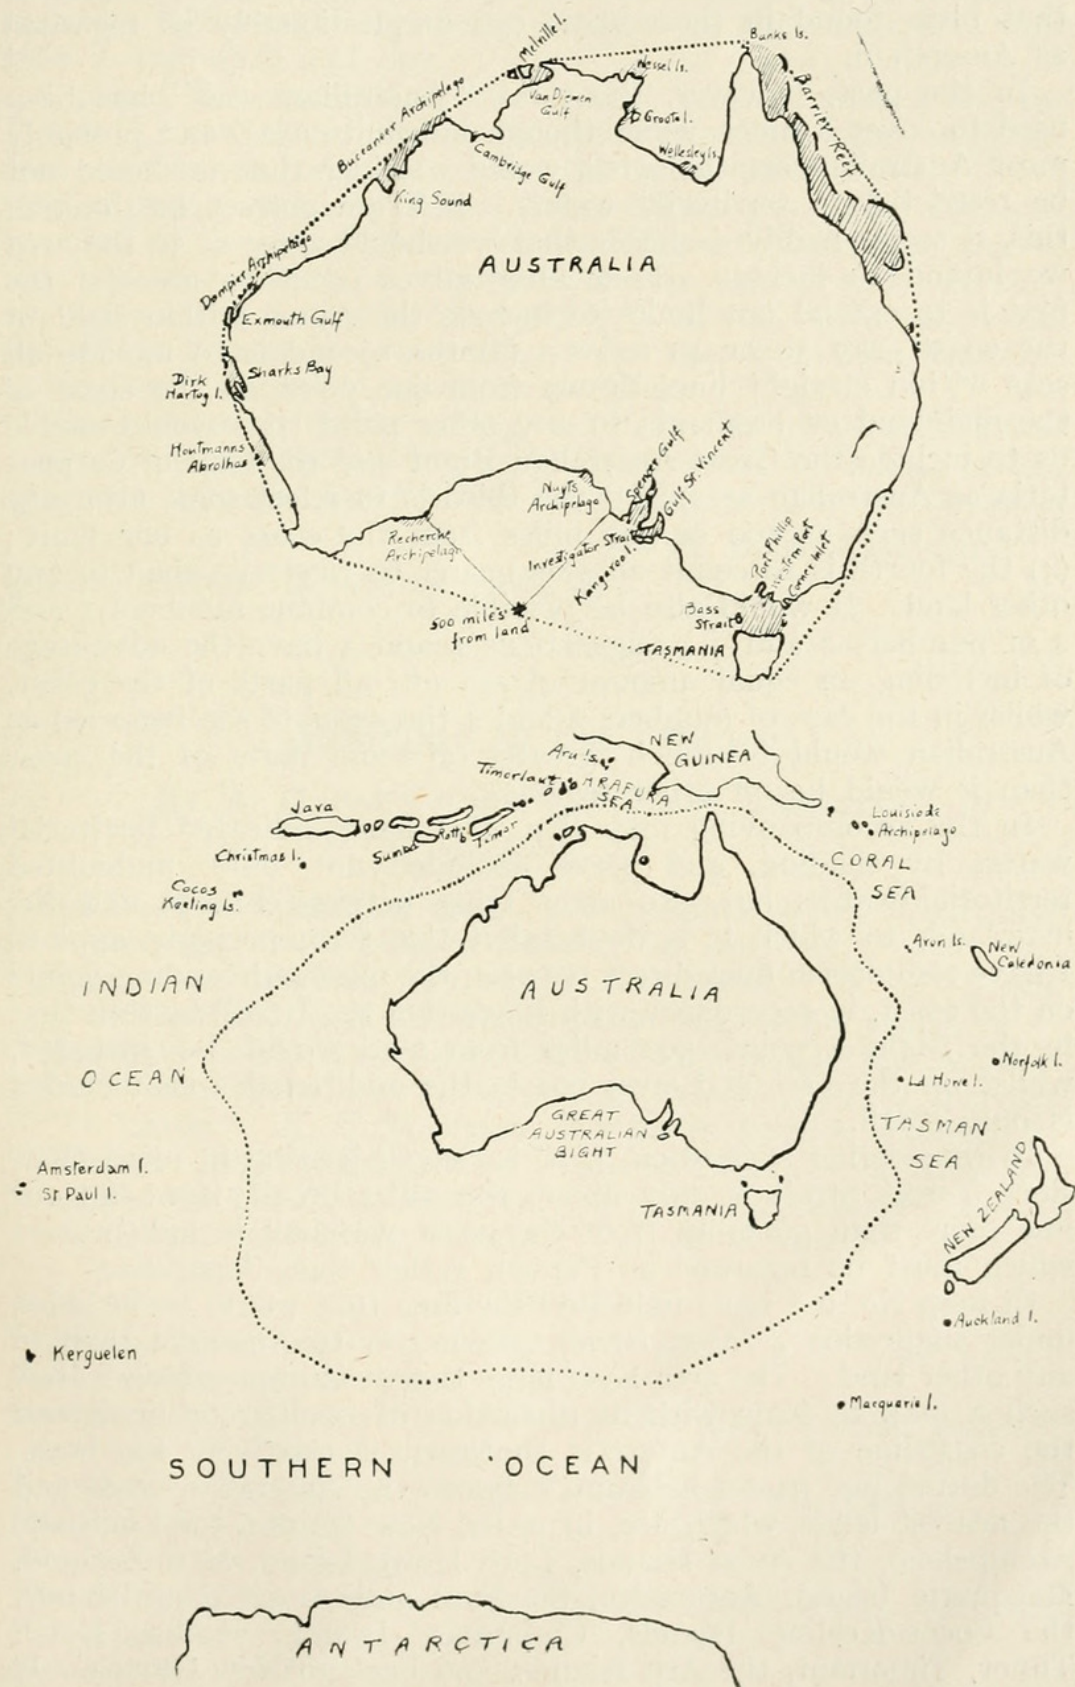 Melville I.
Banks Is.
Wessel Is.
Van Diemen
Gulf
Groote I.
Barrier Reef
Buccaneer Archipelago
Cambridge Gulf
Wellesley Is.
King Sound
AUSTRALIA
Dampier Archipelago
Exmouth Gulf
Sharks Bay
Dirk
Hartog I.
Houtmanns
Abrolhos
Spencer Gulf
Gulf St. Vincent
Nuyts
Archipelago
Recherche
Archipelago
Investigator Strait
Kangaroo I.
Port Phillip
Western Port
Corner Inlet
500 miles
from land
Bass
Strait
TASMANIA
NEW
GUINEA
Aru Is.
Timorlaut
ARAFURA
SEA
Java
Sumba
Rotti
Timor
Louisiade
Archipelago
Christmas I.
CORAL
SEA
Cocos
Keeling Is.
Avon Is.
New
Caledonia
INDIAN
OCEAN
AUSTRALIA
Norfolk I.
Ld Howe I.
GREAT
AUSTRALIAN
BIGHT
TASMAN
SEA
Amsterdam I.
St Paul I.
TASMANIA
NEW ZEALAND
Auckland I.
Kerguelen
Macquarie I.
SOUTHERN OCEAN
ANTARCTICA